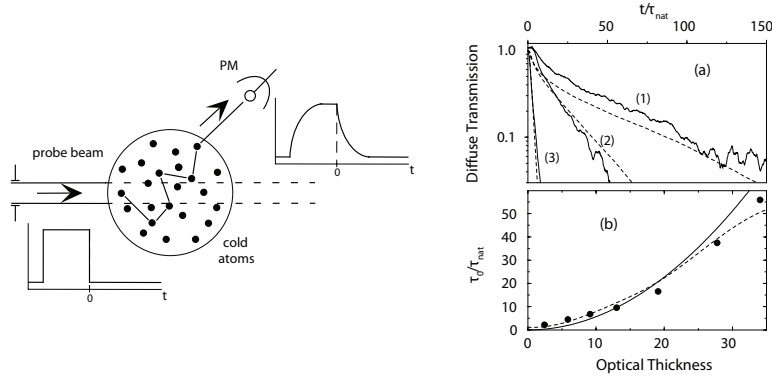 PM
probe beam
0
t
cold
atoms
t
0
t/τnat
0
50
100
150
1.0
0.1
Diffuse Transmission
(a)
(1)
(2)
(3)
50
40
30
20
10
0
τ0/τnat
(b)
0
10
20
30
Optical Thickness